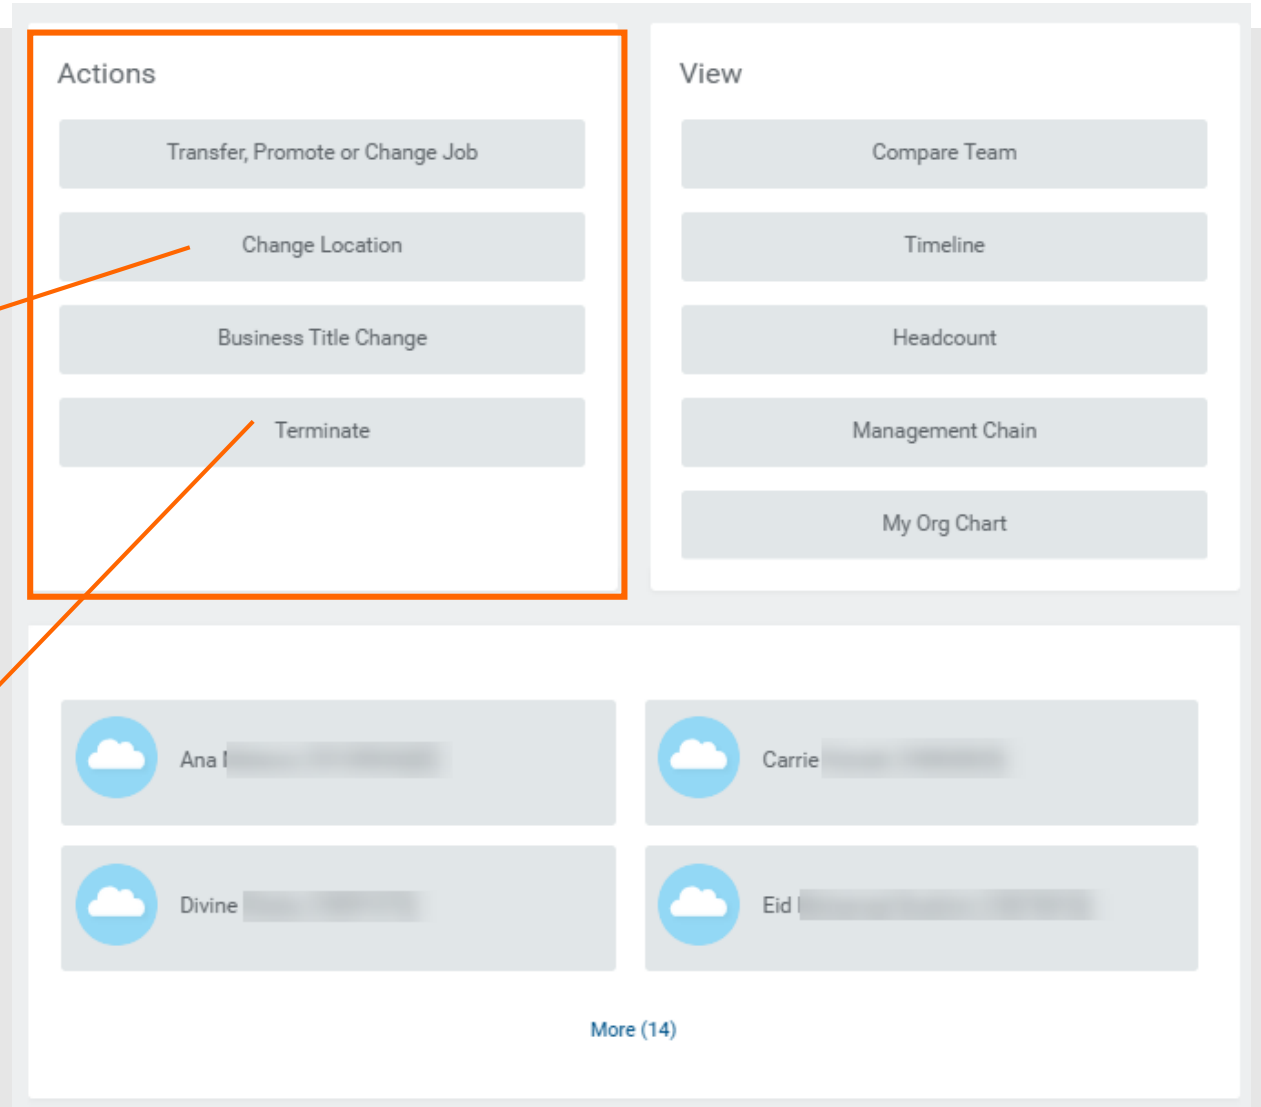 Actions
Transfer, Promote or Change Job
Change Location
Business Title Change
Terminate
View
Compare Team
Timeline
Headcount
Management Chain
My Org Chart
Ana
Carrie
Divine
Eid
More (14)